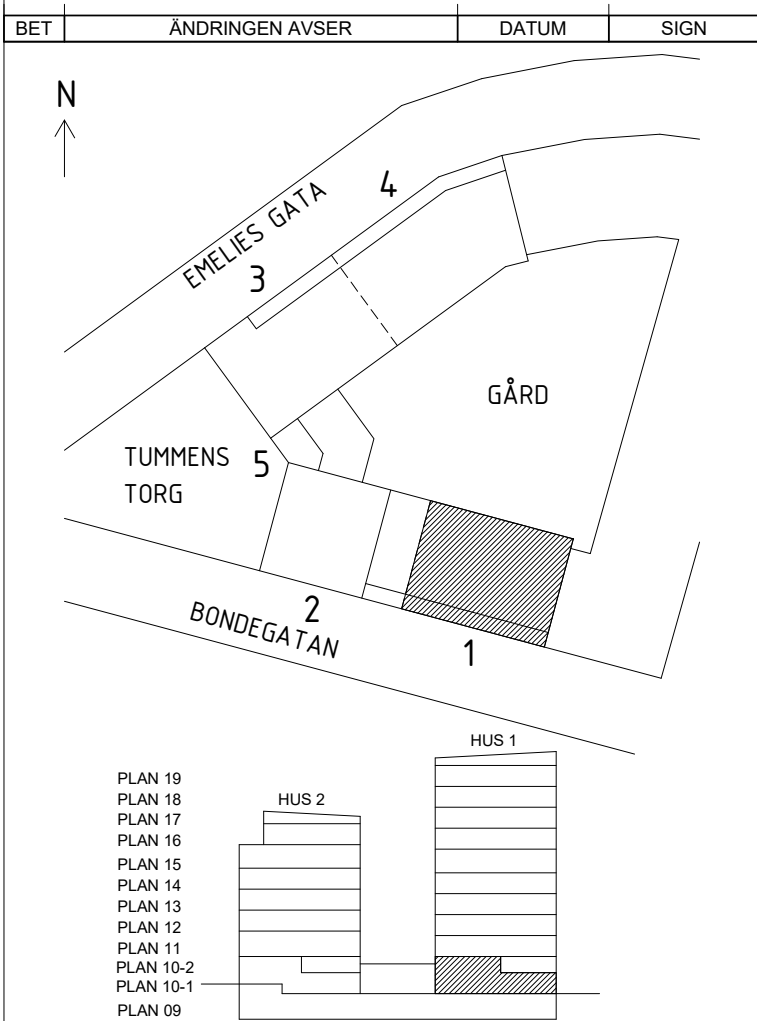 BET ÄNDRINGEN AVSER DATUM SIGN
N
4
EMELIES GATA
3
GÅRD
TUMMENS
TORG
5
2
BONDEGATAN
1
HUS 1
PLAN 19
PLAN 18
HUS 2
PLAN 17
PLAN 16
PLAN 15
PLAN 14
PLAN 13
PLAN 12
PLAN 11
PLAN 10-2
PLAN 10-1
PLAN 09